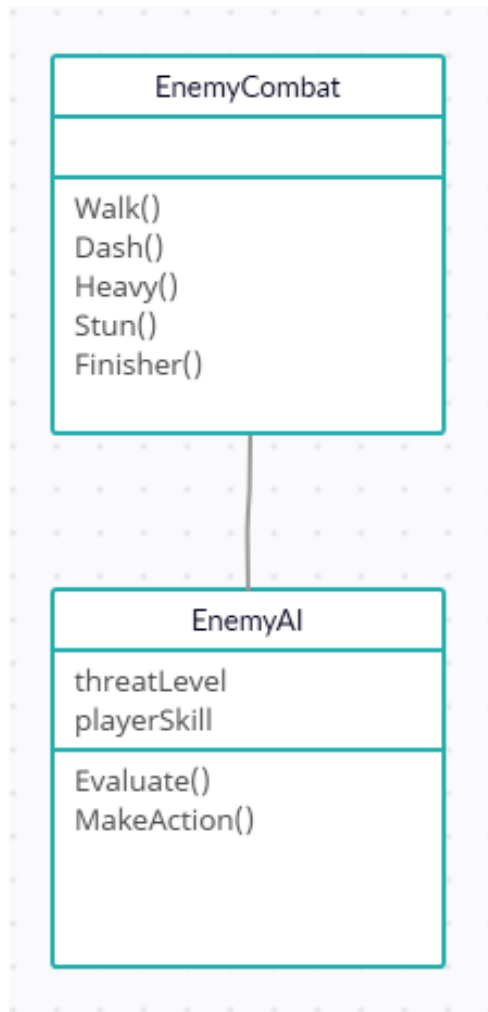 EnemyCombat
Walk()
Dash()
Heavy()
Stun()
Finisher()
EnemyAI
threatLevel
playerSkill
Evaluate()
MakeAction()